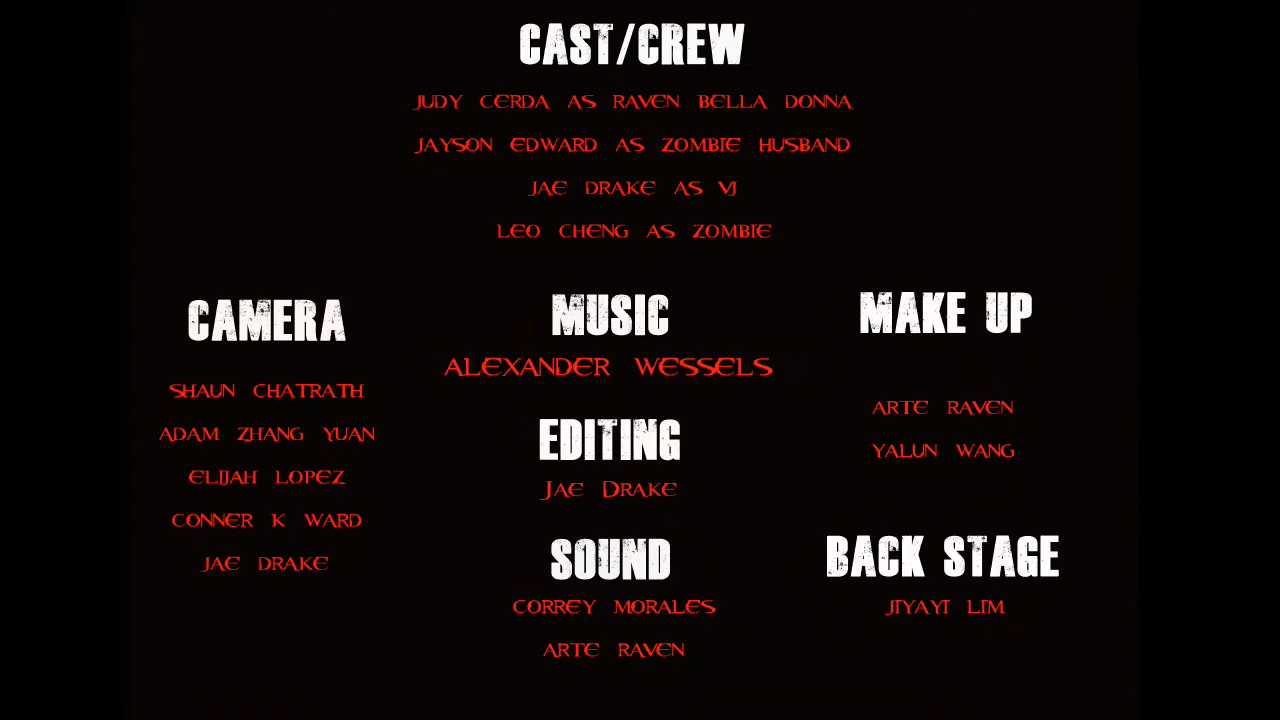 CAST/CREW
JUDY CERDA AS RAVEN BELLA DONNA
JAYSON EDWARD AS ZOMBIE HUSBAND
JAE DRAKE AS VJ
LEO CHENG AS ZOMBIE
CAMERA
SHAUN CHATRATH
ADAM ZHANG YUAN
ELIJAH LOPEZ
CONNER K WARD
JAE DRAKE
MUSIC
ALEXANDER WESSELS
EDITING
JAE DRAKE
SOUND
CORREY MORALES
ARTE RAVEN
MAKE UP
ARTE RAVEN
YALUN WANG
BACK STAGE
JIYAYI LIM